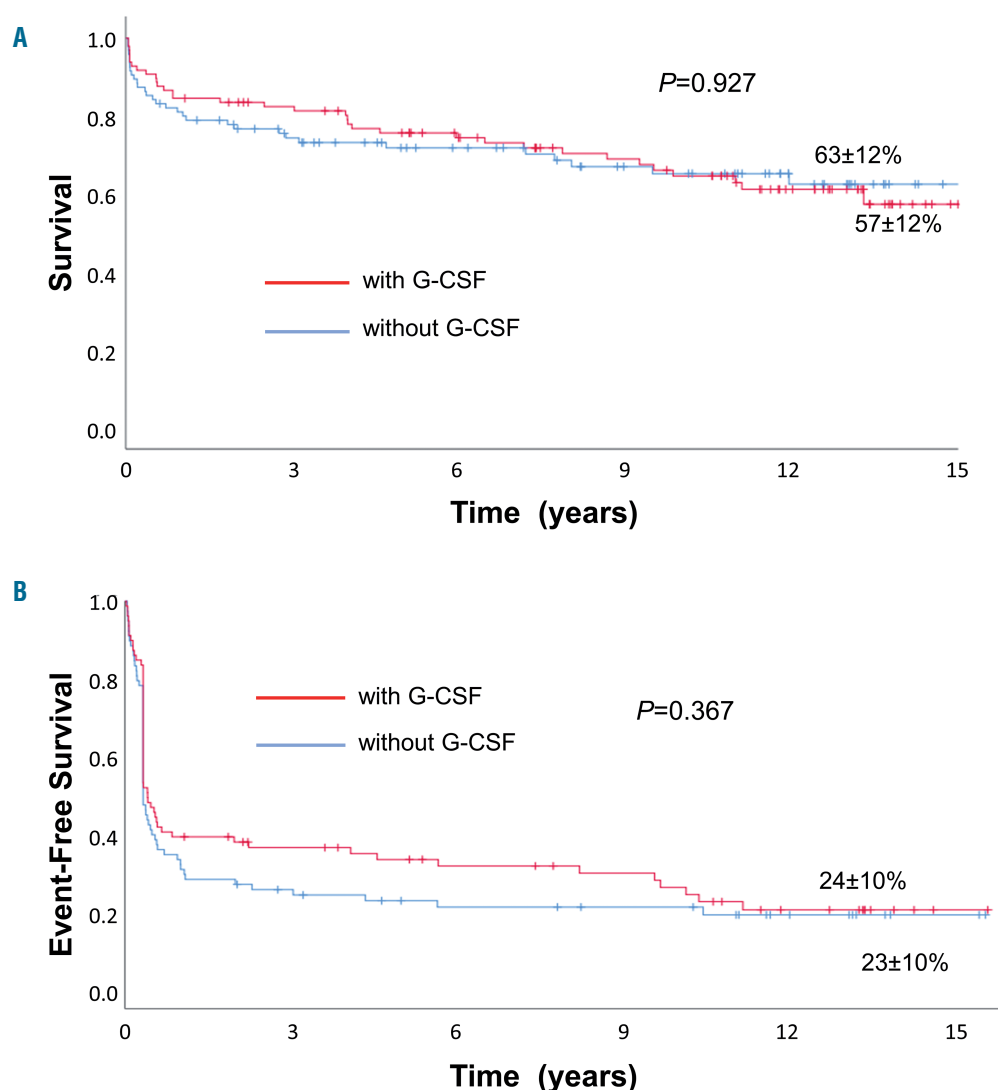 A
1.0
0.8
0.6
0.4
0.2
0.0
Survival
P=0.927
63±12%
57±12%
with G-CSF
without G-CSF
0 3 6 9 12 15
Time (years)
B
1.0
0.8
0.6
0.4
0.2
0.0
Event-Free Survival
with G-CSF
without G-CSF
P=0.367
24±10%
23±10%
0 3 6 9 12 15
Time (years)